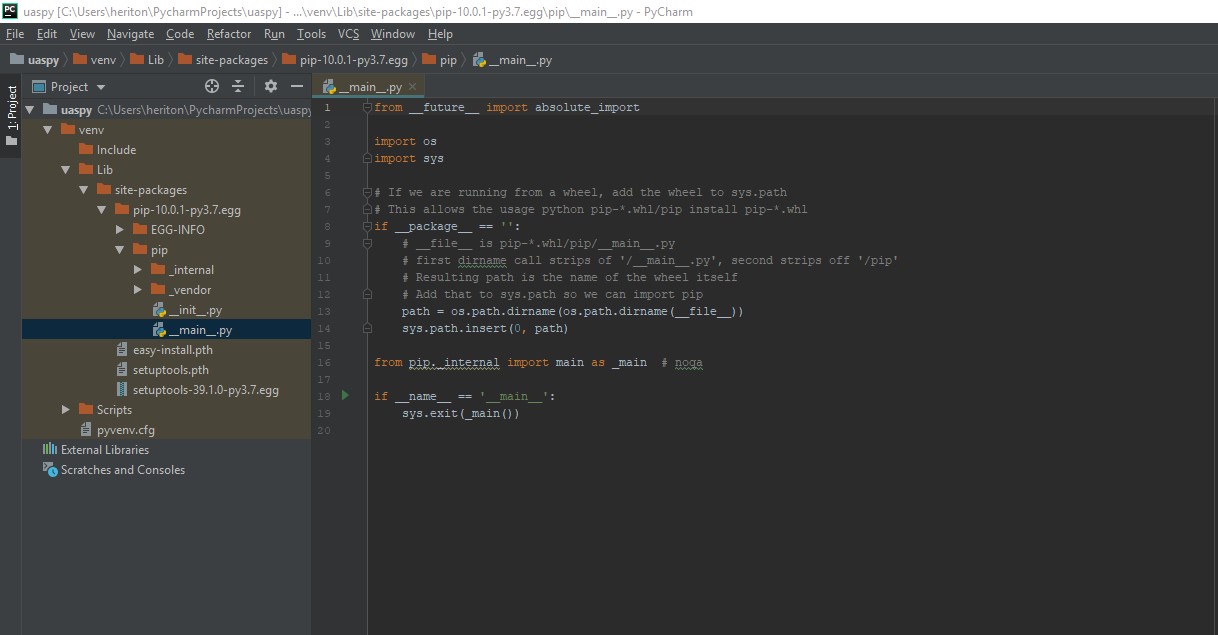 PC uaspy [C:\Users\heriton\PycharmProjects\uaspy] - ...\venv\Lib\site-packages\pip-10.0.1-py3.7.egg\pip\__main__.py - PyCharm
File Edit View Navigate Code Refactor Run Tools VCS Window Help
uaspy venv Lib site-packages pip-10.0.1-py3.7.egg pip __main__.py
1: Project
Project
uaspy C:\Users\heriton\PycharmProjects\uaspy
venv
Include
Lib
site-packages
pip-10.0.1-py3.7.egg
EGG-INFO
pip
_internal
_vendor
__init__.py
__main__.py
easy-install.pth
setuptools.pth
setuptools-39.1.0-py3.7.egg
Scripts
pyvenv.cfg
External Libraries
Scratches and Consoles
__main__.py
1 from __future__ import absolute_import
2
3 import os
4 import sys
5
6 # If we are running from a wheel, add the wheel to sys.path
7 # This allows the usage python pip-*.whl/pip install pip-*.whl
8 if __package__ == '':
9     # __file__ is pip-*.whl/pip/__main__.py
10     # first dirname call strips of '/__main__.py', second strips off '/pip'
11     # Resulting path is the name of the wheel itself
12     # Add that to sys.path so we can import pip
13     path = os.path.dirname(os.path.dirname(__file__))
14     sys.path.insert(0, path)
15
16 from pip._internal import main as _main  # noqa
17
18 if __name__ == '__main__':
19     sys.exit(_main())
20